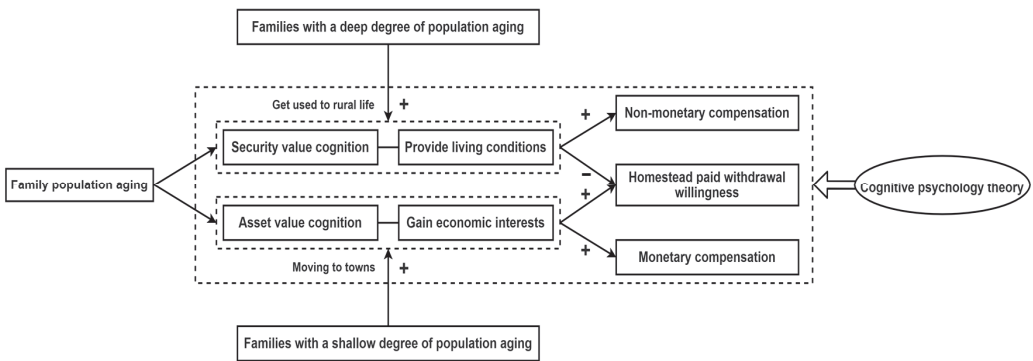 Families with a deep degree of population aging
Get used to rural life +
Security value cognition
Provide living conditions
+
Non-monetary compensation
Family population aging
−
+
Homestead paid withdrawal
willingness
Cognitive psychology theory
Asset value cognition
Gain economic interests
+
Monetary compensation
Moving to towns +
Families with a shallow degree of population aging